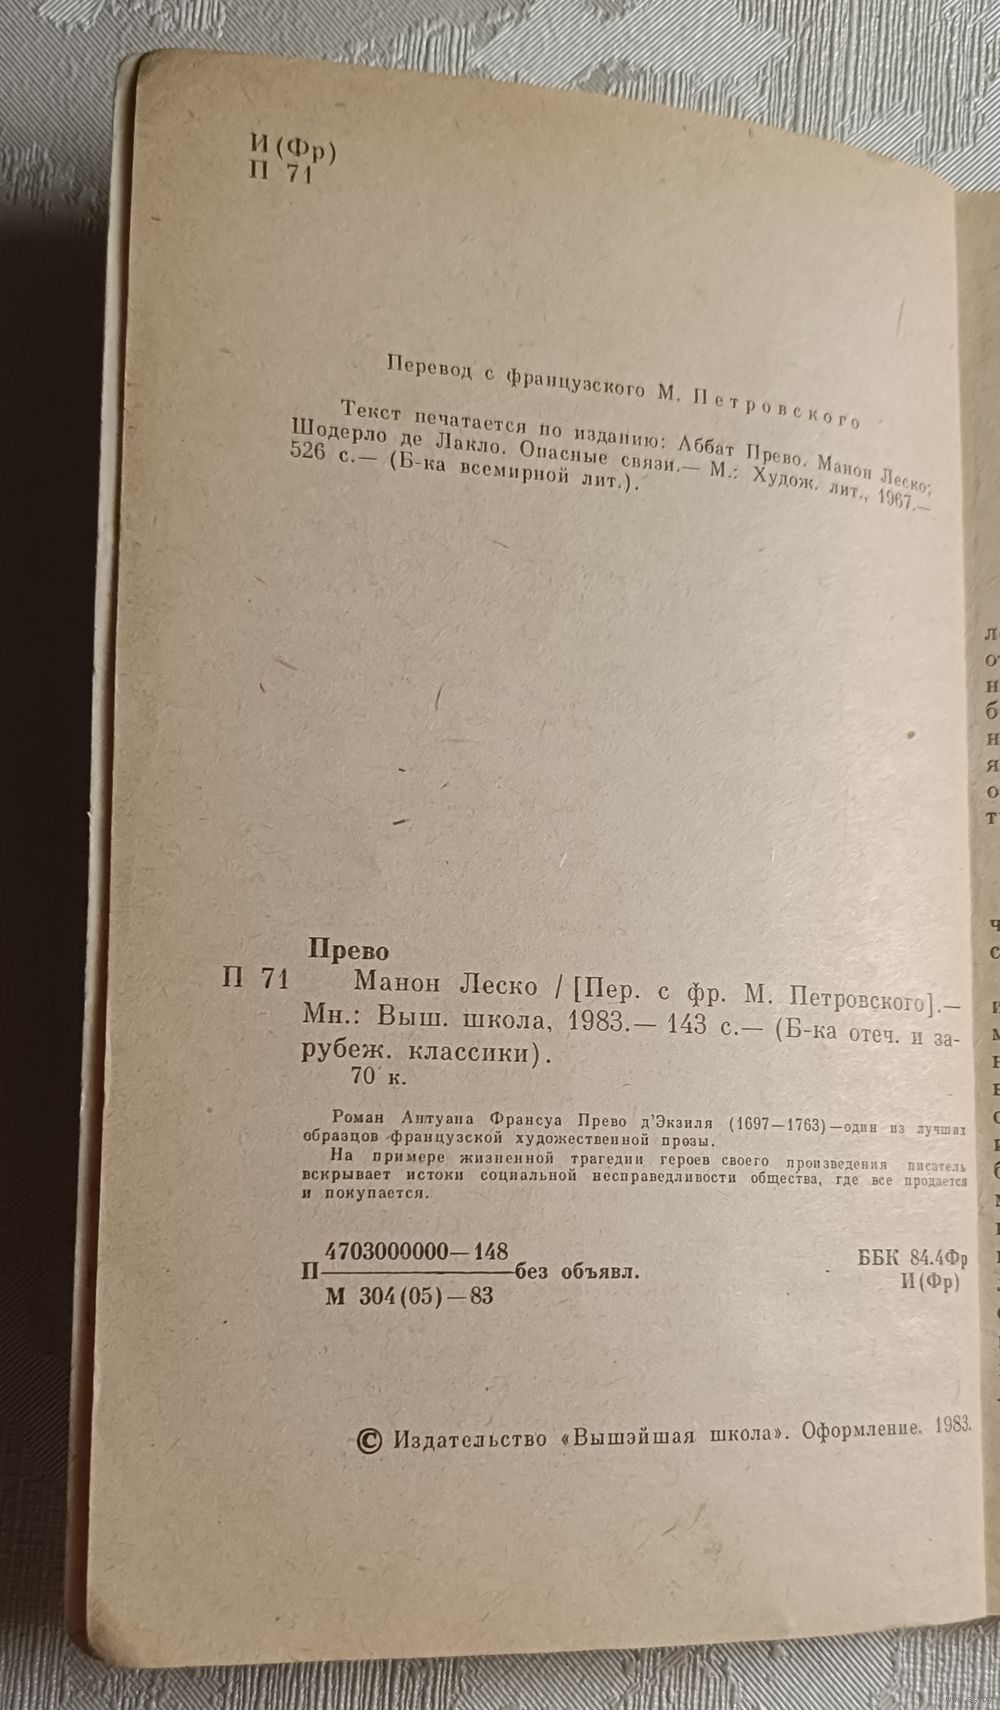 И(Фр)
П 71
Перевод с французского М. Петровского
Текст печатается по изданию: Аббат Прево. Манон Леско;
Шодерло де Лакло. Опасные связи.— М.: Худож. лит., 1967.—
526 с.— (Б-ка всемирной лит.).
Прево
П 71 Манон Леско / [Пер. с фр. М. Петровского].—
Мн.: Выш. школа, 1983.— 143 с.— (Б-ка отеч. и за-
рубеж. классики).
70 к.
Роман Антуана Франсуа Прево д'Экзиля (1697—1763)—один из лучших
образцов французской художественной прозы.
На примере жизненной трагедии героев своего произведения писатель
вскрывает истоки социальной несправедливости общества, где все продается
и покупается.
4703000000—148
П————без объявл.
М 304(05)—83
ББК 84.4Фр
И(Фр)
© Издательство «Вышэйшая школа». Оформление. 1983.